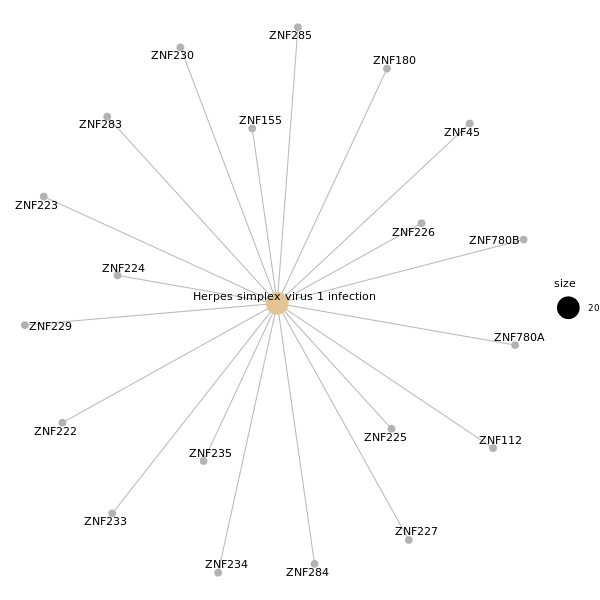 ZNF285
ZNF230
ZNF180
ZNF155
ZNF283
ZNF45
ZNF223
ZNF226
ZNF780B
ZNF224
size
Herpes simplex virus 1 infection
20
ZNF229
ZNF780A
ZNF222
ZNF225
ZNF112
ZNF235
ZNF233
ZNF227
ZNF234
ZNF284